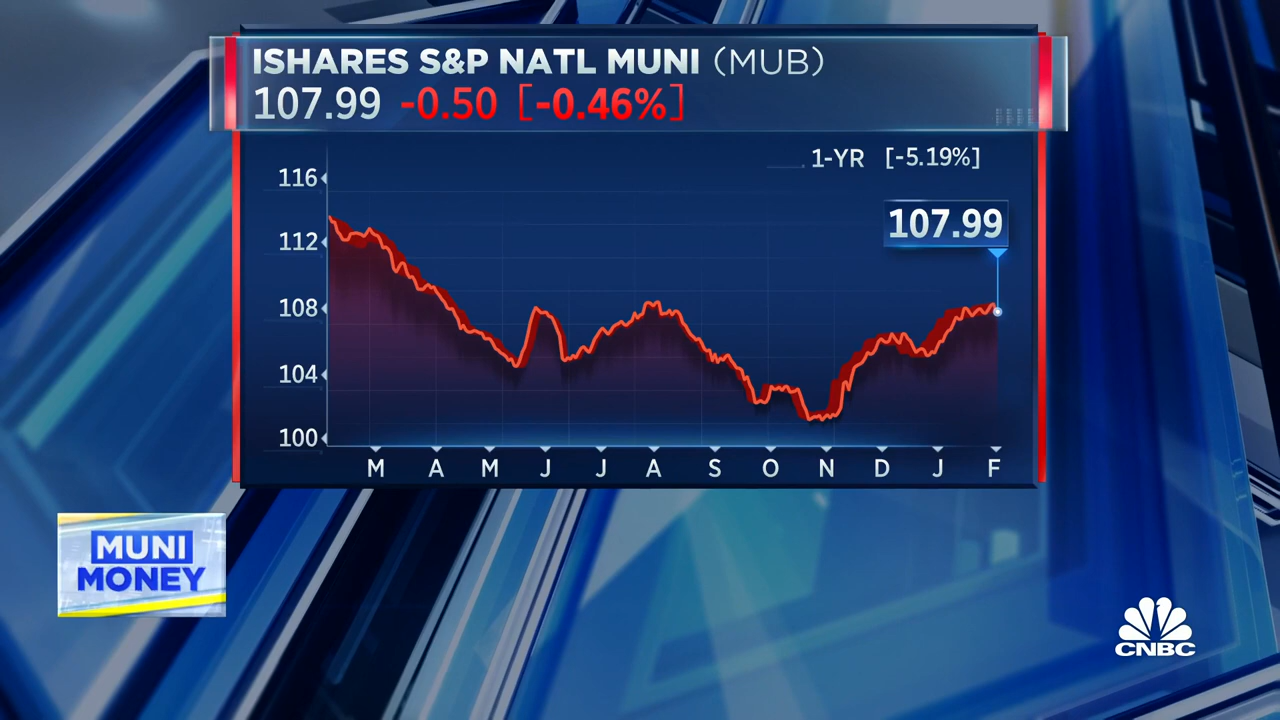 ISHARES S&P NATL MUNI (MUB)
107.99 -0.50 [-0.46%]
1-YR [-5.19%]
107.99
116
112
108
104
100
M A M J J A S O N D J F
MUNI
MONEY
CNBC